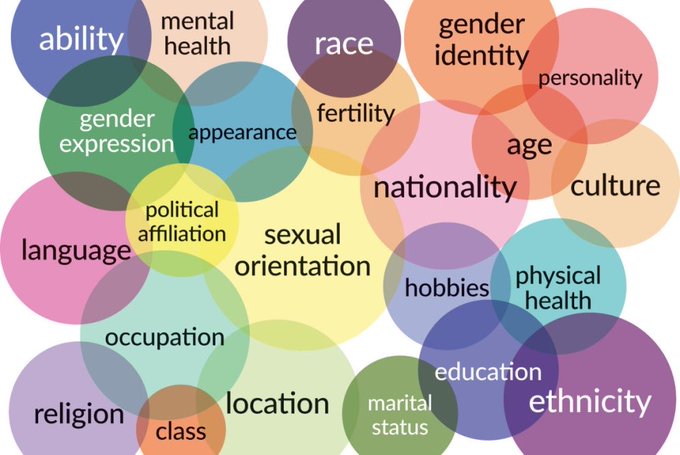 ability
mental
health
race
gender
identity
personality
gender
expression
appearance
fertility
age
nationality
culture
political
affiliation
language
sexual
orientation
hobbies
physical
health
occupation
education
ethnicity
religion
class
location
marital
status